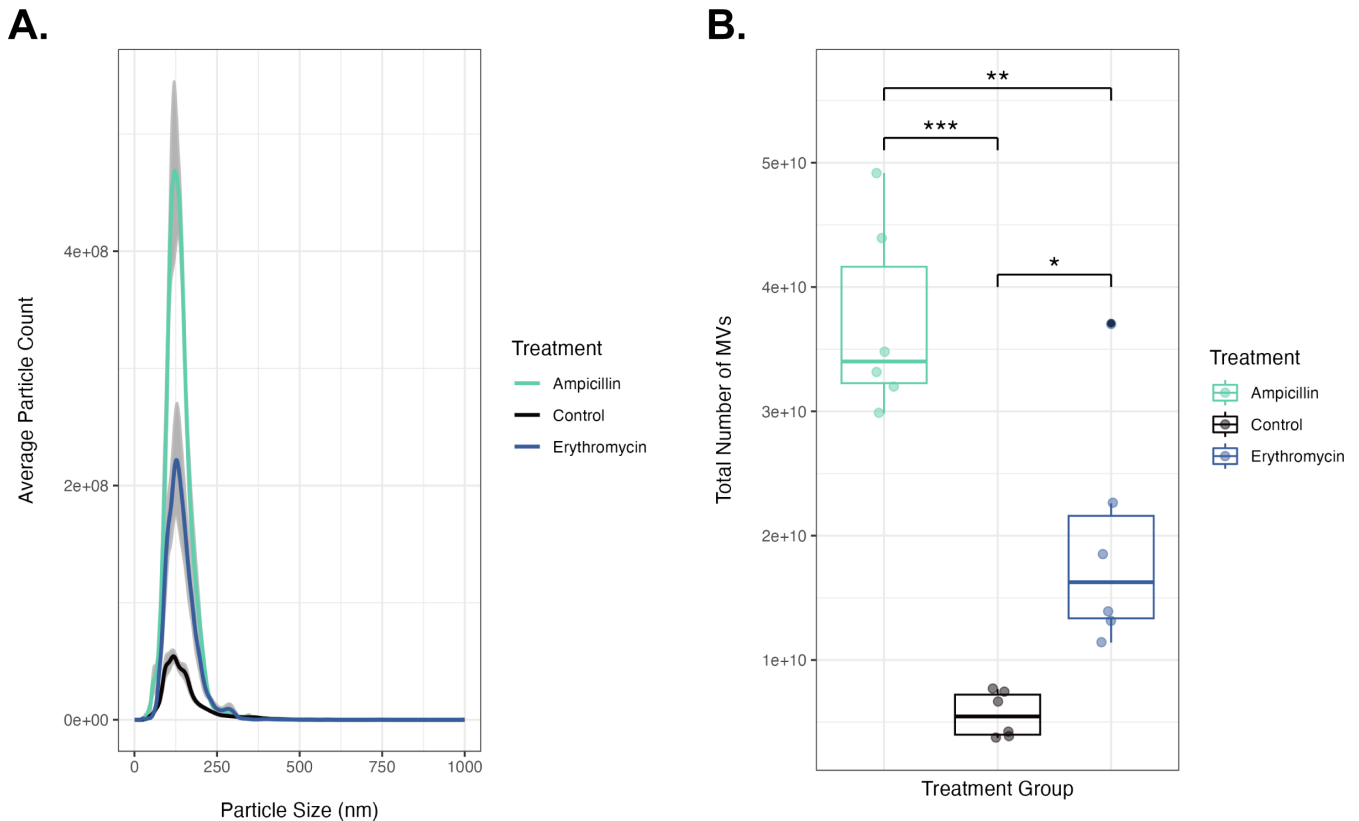 A.
Average Particle Count
4e+08
2e+08
0e+00
0 250 500 750 1000
Particle Size (nm)
Treatment
Ampicillin
Control
Erythromycin
B.
Total Number of MVs
**
***
*
5e+10
4e+10
3e+10
2e+10
1e+10
Treatment Group
Treatment
Ampicillin
Control
Erythromycin